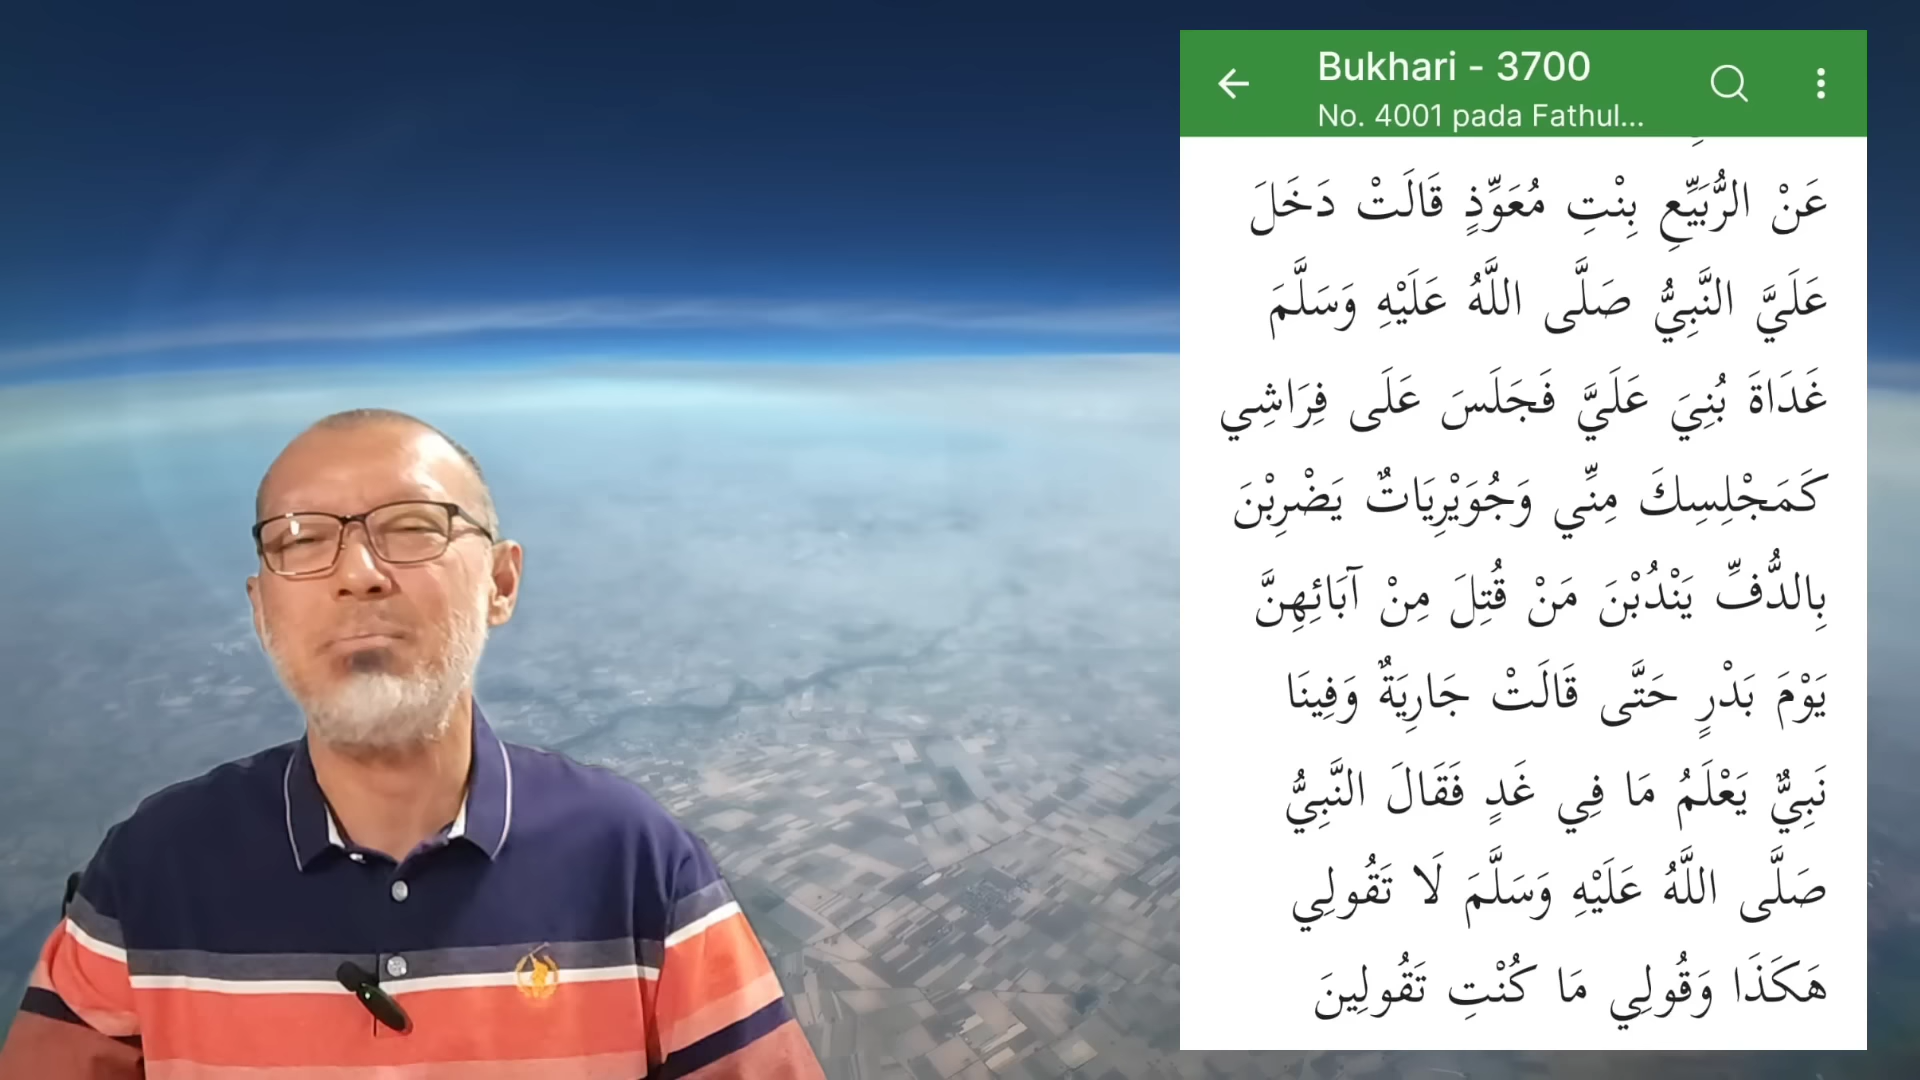 Bukhari - 3700
No. 4001 pada Fathul...
عَنْ الرُّبَيِّعِ بِنْتِ مُعَوِّذٍ قَالَتْ دَخَلَ
عَلَيَّ النَّبِيُّ صَلَّى اللَّهُ عَلَيْهِ وَسَلَّمَ
غَدَاةَ بُنِيَ عَلَيَّ فَجَلَسَ عَلَى فِرَاشِي
كَمَجْلِسِكَ مِنِّي وَجُوَيْرِيَاتٌ يَضْرِبْنَ
بِالدُّفِّ يَنْدُبْنَ مَنْ قُتِلَ مِنْ آبَائِهِنَّ
يَوْمَ بَدْرٍ حَتَّى قَالَتْ جَارِيَةٌ وَفِينَا
نَبِيٌّ يَعْلَمُ مَا فِي غَدٍ فَقَالَ النَّبِيُّ
صَلَّى اللَّهُ عَلَيْهِ وَسَلَّمَ لَا تَقُولِي
هَكَذَا وَقُولِي مَا كُنْتِ تَقُولِينَ